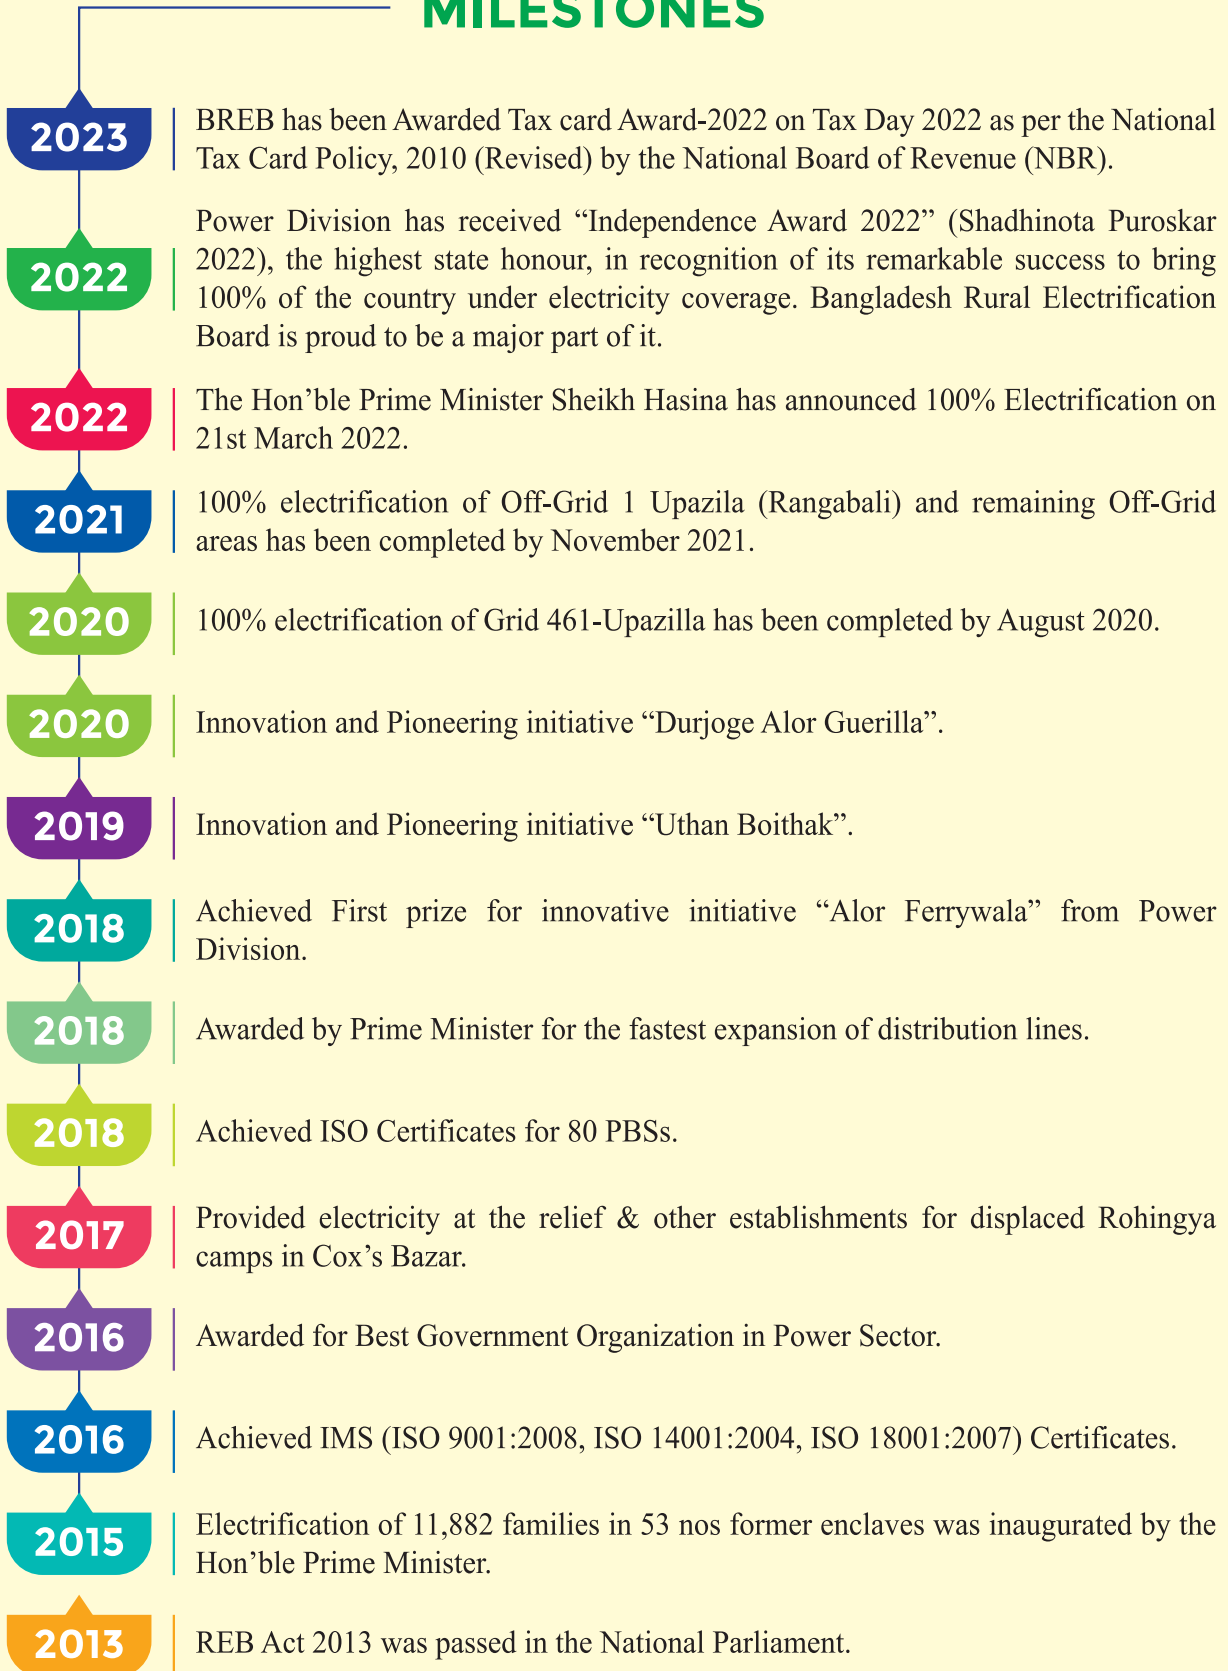 MILESTONES
2023
BREB has been Awarded Tax card Award-2022 on Tax Day 2022 as per the National
Tax Card Policy, 2010 (Revised) by the National Board of Revenue (NBR).
2022
Power Division has received “Independence Award 2022” (Shadhinota Puroskar
2022), the highest state honour, in recognition of its remarkable success to bring
100% of the country under electricity coverage. Bangladesh Rural Electrification
Board is proud to be a major part of it.
2022
The Hon’ble Prime Minister Sheikh Hasina has announced 100% Electrification on
21st March 2022.
2021
100% electrification of Off-Grid 1 Upazila (Rangabali) and remaining Off-Grid
areas has been completed by November 2021.
2020
100% electrification of Grid 461-Upazilla has been completed by August 2020.
2020
Innovation and Pioneering initiative “Durjoge Alor Guerilla”.
2019
Innovation and Pioneering initiative “Uthan Boithak”.
2018
Achieved First prize for innovative initiative “Alor Ferrywala” from Power
Division.
2018
Awarded by Prime Minister for the fastest expansion of distribution lines.
2018
Achieved ISO Certificates for 80 PBSs.
2017
Provided electricity at the relief & other establishments for displaced Rohingya
camps in Cox’s Bazar.
2016
Awarded for Best Government Organization in Power Sector.
2016
Achieved IMS (ISO 9001:2008, ISO 14001:2004, ISO 18001:2007) Certificates.
2015
Electrification of 11,882 families in 53 nos former enclaves was inaugurated by the
Hon’ble Prime Minister.
2013
REB Act 2013 was passed in the National Parliament.